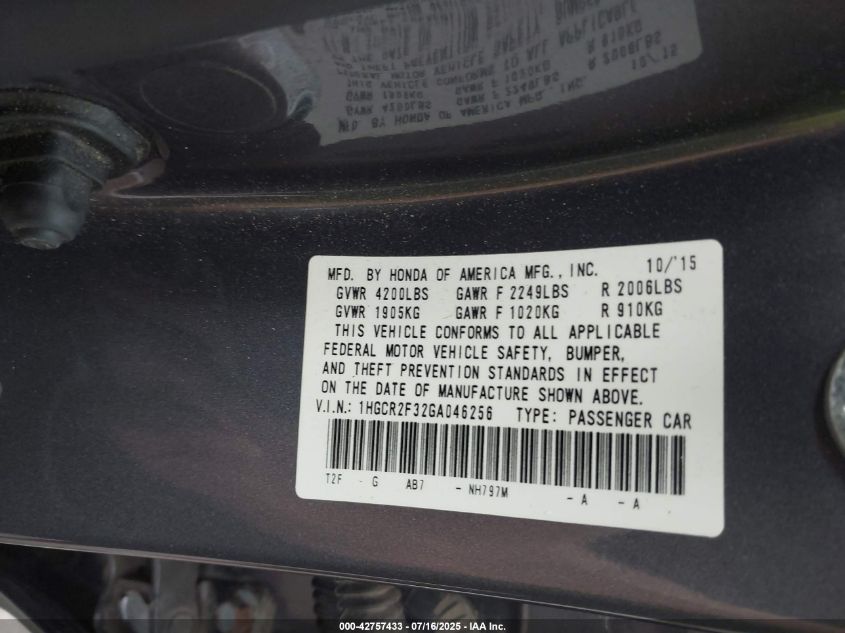 MFD. BY HONDA OF AMERICA MFG., INC. 10/'15
GVWR 4200LBS GAWR F 2249LBS R 2006LBS
GVWR 1905KG GAWR F 1020KG R 910KG
THIS VEHICLE CONFORMS TO ALL APPLICABLE
FEDERAL MOTOR VEHICLE SAFETY, BUMPER,
AND THEFT PREVENTION STANDARDS IN EFFECT
ON THE DATE OF MANUFACTURE SHOWN ABOVE.
V.I.N.: 1HGCR2F32GA046256 TYPE: PASSENGER CAR
T2F - G AB7 - NH797M - A - A
000-42757433 - 07/16/2025 - IAA Inc.